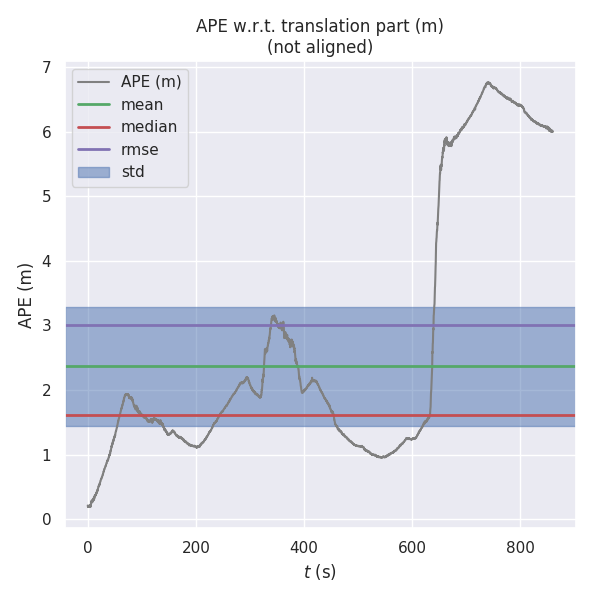 APE w.r.t. translation part (m)
(not aligned)
APE (m)
mean
median
rmse
std
7
6
5
4
3
2
1
0
APE (m)
0 200 400 600 800
t (s)